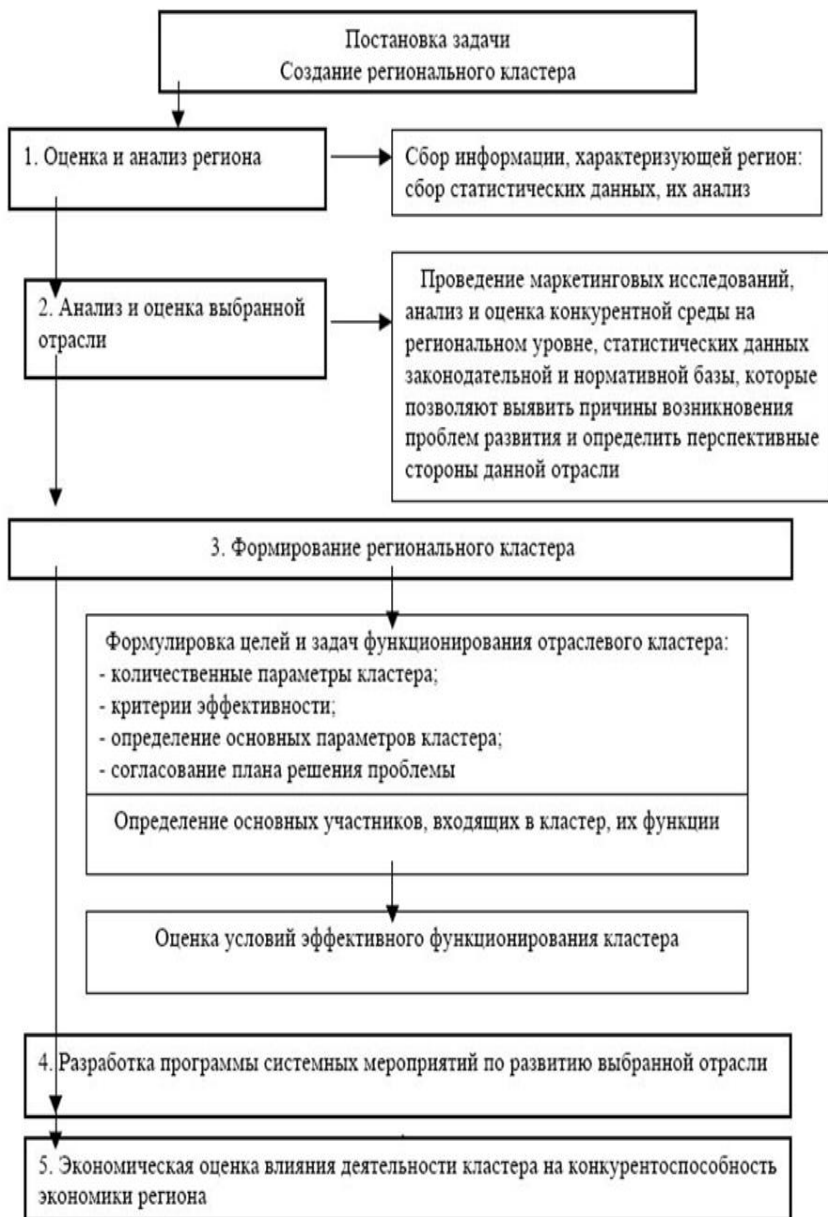 Постановка задачи
Создание регионального кластера
1. Оценка и анализ региона
Сбор информации, характеризующей регион:
сбор статистических данных, их анализ
2. Анализ и оценка выбранной
отрасли
Проведение маркетинговых исследований,
анализ и оценка конкурентной среды на
региональном уровне, статистических данных
законодательной и нормативной базы, которые
позволяют выявить причины возникновения
проблем развития и определить перспективные
стороны данной отрасли
3. Формирование регионального кластера
Формулировка целей и задач функционирования отраслевого кластера:
- количественные параметры кластера;
- критерии эффективности;
- определение основных параметров кластера;
- согласование плана решения проблемы
Определение основных участников, входящих в кластер, их функции
Оценка условий эффективного функционирования кластера
4. Разработка программы системных мероприятий по развитию выбранной отрасли
5. Экономическая оценка влияния деятельности кластера на конкурентоспособность
экономики региона